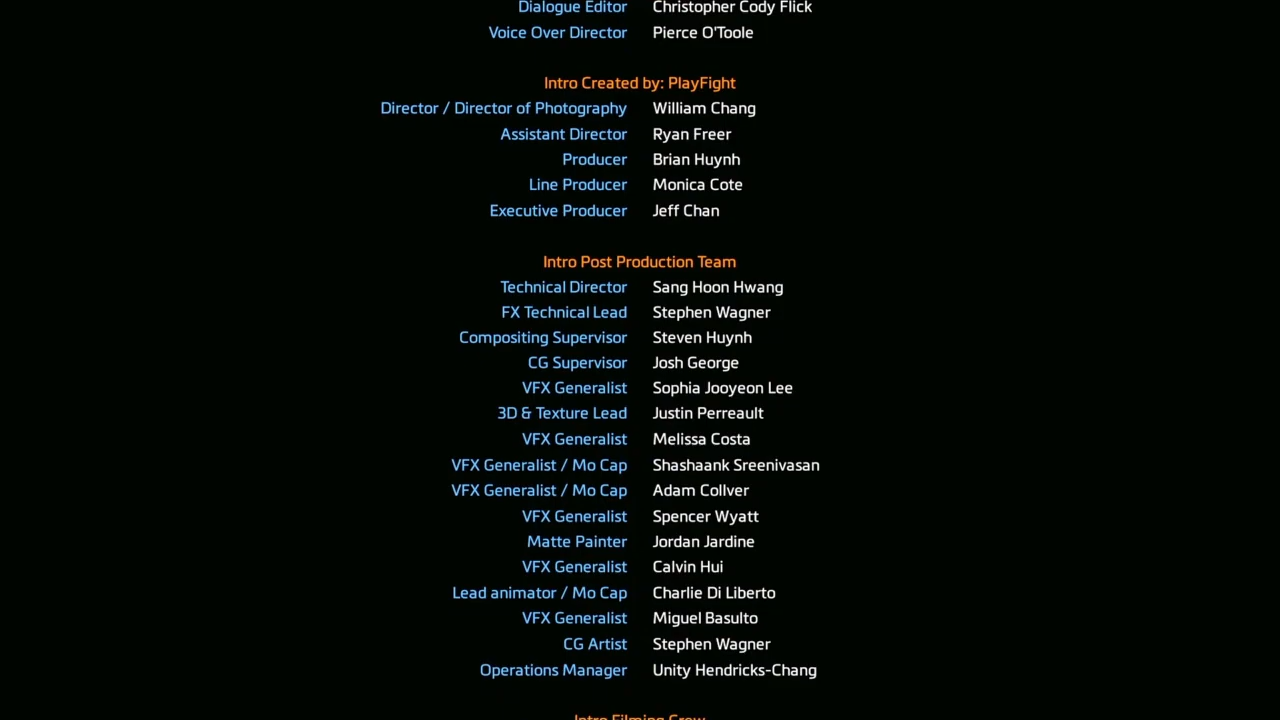 Dialogue Editor Christopher Cody Flick
Voice Over Director Pierce O'Toole
Intro Created by: PlayFight
Director / Director of Photography William Chang
Assistant Director Ryan Freer
Producer Brian Huynh
Line Producer Monica Cote
Executive Producer Jeff Chan
Intro Post Production Team
Technical Director Sang Hoon Hwang
FX Technical Lead Stephen Wagner
Compositing Supervisor Steven Huynh
CG Supervisor Josh George
VFX Generalist Sophia Jooyeon Lee
3D & Texture Lead Justin Perreault
VFX Generalist Melissa Costa
VFX Generalist / Mo Cap Shashaank Sreenivasan
VFX Generalist / Mo Cap Adam Collver
VFX Generalist Spencer Wyatt
Matte Painter Jordan Jardine
VFX Generalist Calvin Hui
Lead animator / Mo Cap Charlie Di Liberto
VFX Generalist Miguel Basulto
CG Artist Stephen Wagner
Operations Manager Unity Hendricks-Chang
Intro Filming Crew